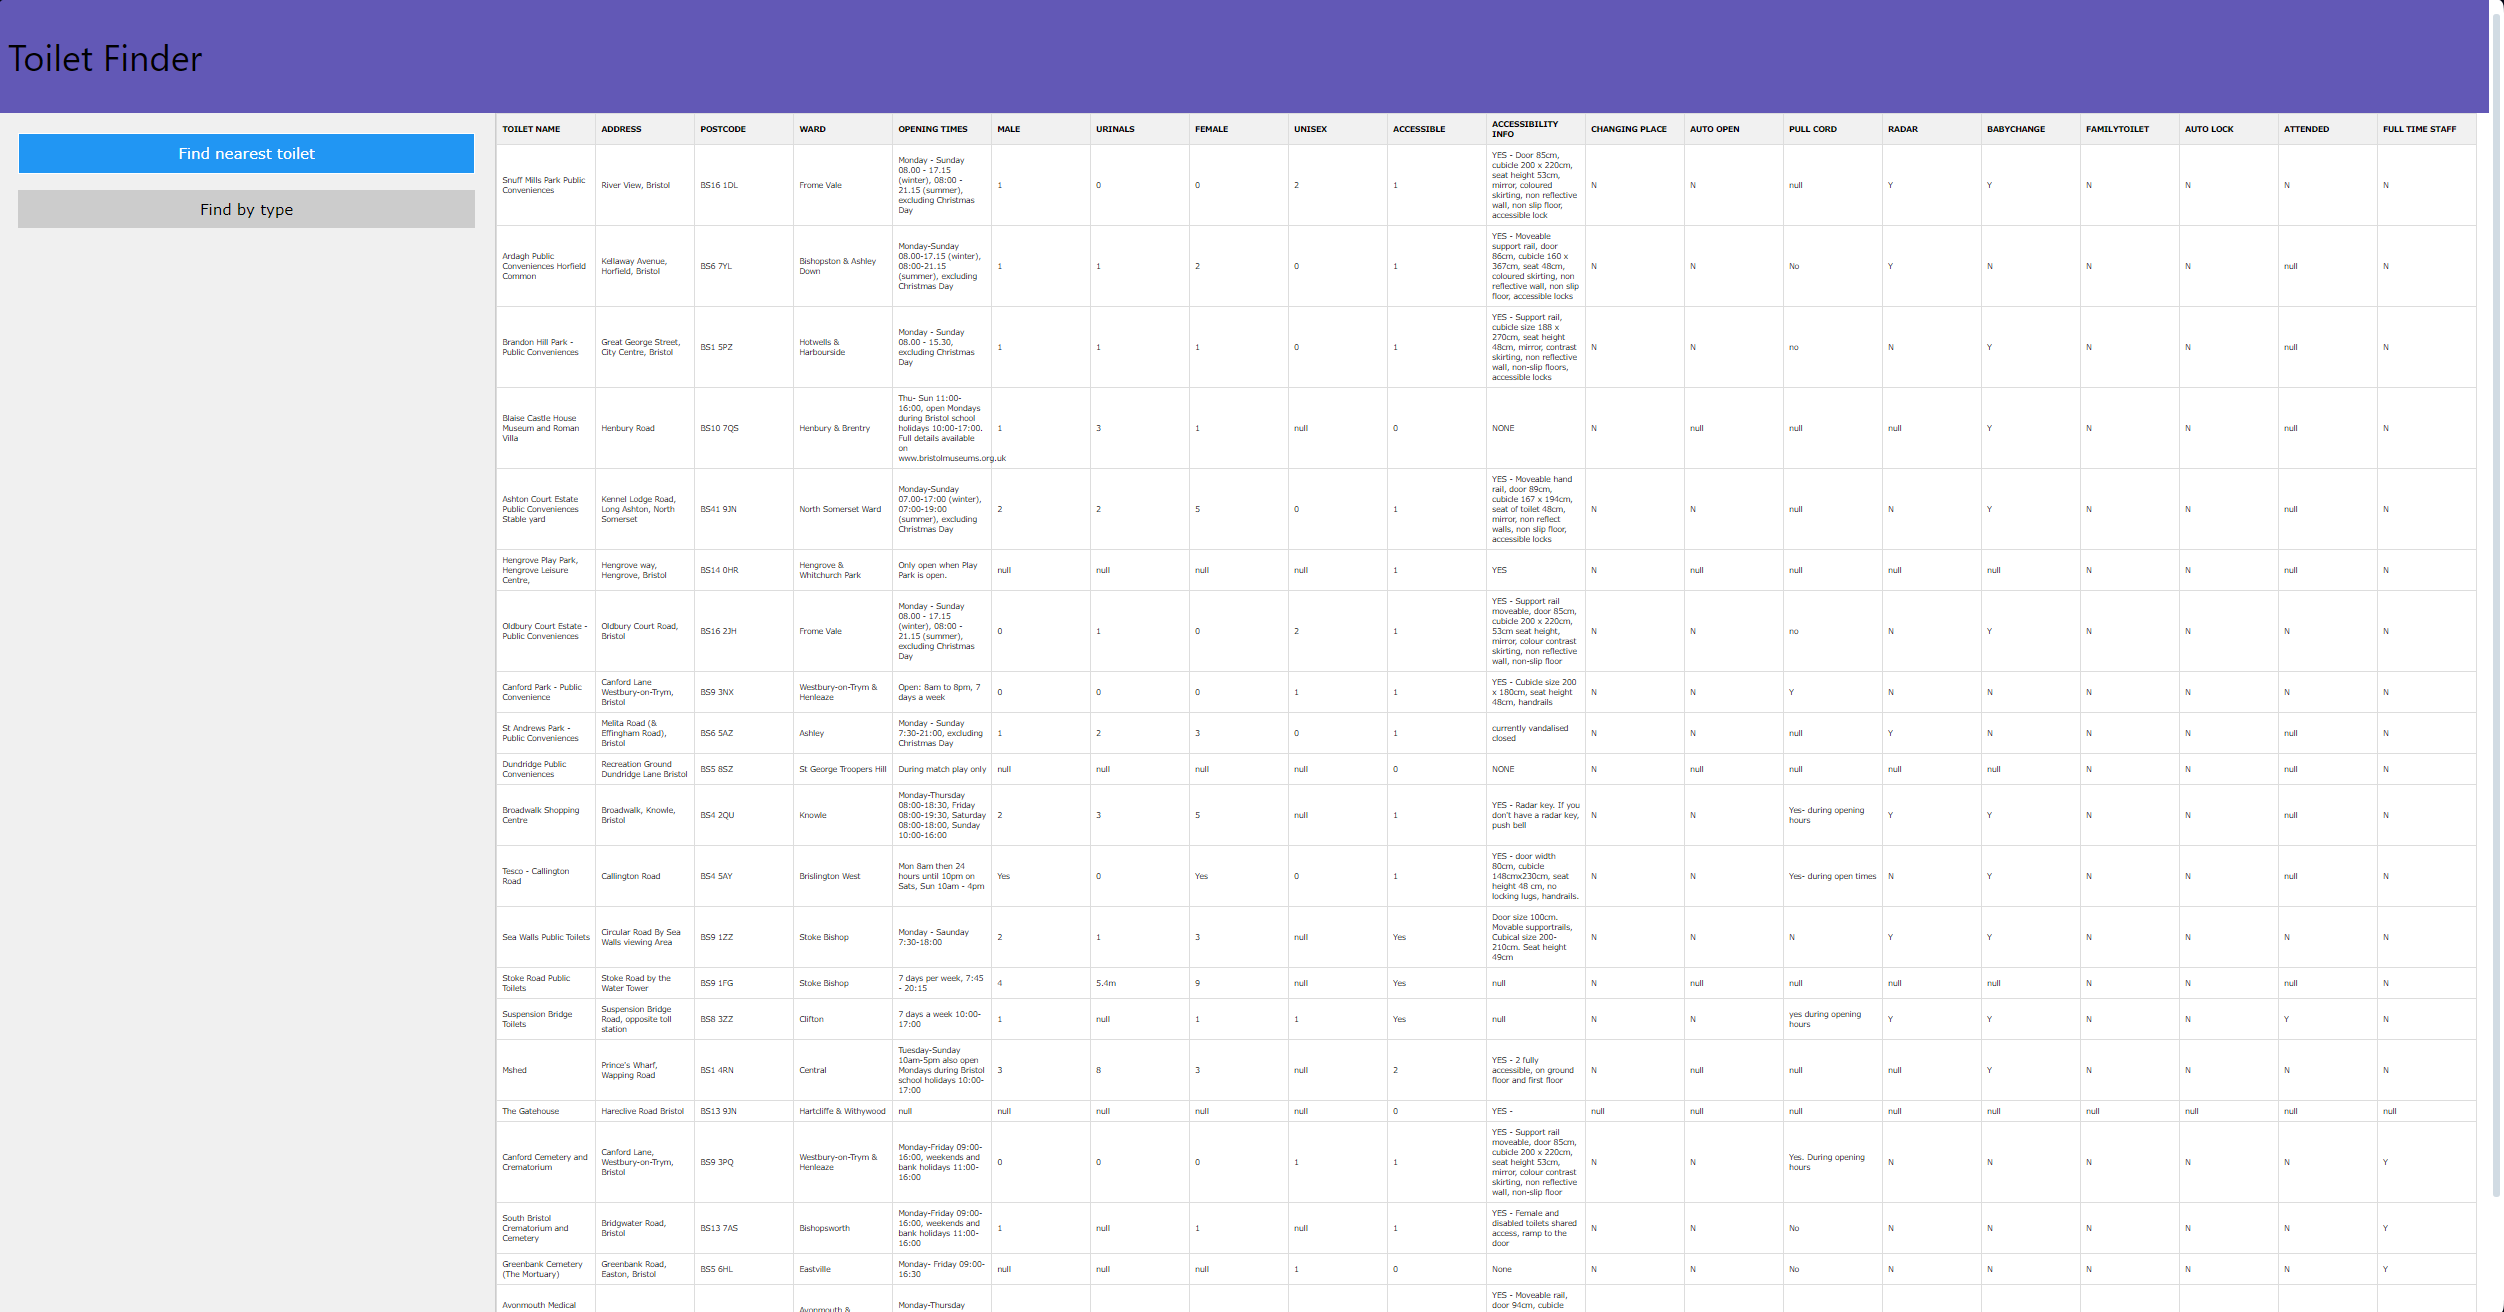 Toilet Finder
Find nearest toilet
Find by type
TOILET NAME ADDRESS POSTCODE WARD OPENING TIMES MALE URINALS FEMALE UNISEX ACCESSIBLE ACCESSIBILITY INFO CHANGING PLACE AUTO OPEN PULL CORD RADAR BABYCHANGE FAMILYTOILET AUTO LOCK ATTENDED FULL TIME STAFF
Snuff Mills Park Public Conveniences River View, Bristol BS16 1DL Frome Vale Monday - Sunday 08.00 - 17.15 (winter), 08:00 - 21.15 (summer), excluding Christmas Day 1 0 0 2 1 YES - Door 85cm, cubicle 200 x 220cm, seat height 53cm, mirror, coloured skirting, non reflective wall, non slip floor, accessible lock N N null Y Y N N N N
Ardagh Public Conveniences Horfield Common Kellaway Avenue, Horfield, Bristol BS6 7YL Bishopston & Ashley Down Monday-Sunday 08.00-17.15 (winter), 08:00-21.15 (summer), excluding Christmas Day 1 1 2 0 1 YES - Moveable support rail, door 86cm, cubicle 160 x 367cm, seat 48cm, coloured skirting, non reflective wall, non slip floor, accessible locks N N No Y N N N null N
Brandon Hill Park - Public Conveniences Great George Street, City Centre, Bristol BS1 5PZ Hotwells & Harbourside Monday - Sunday 08.00 - 15.30, excluding Christmas Day 1 1 1 0 1 YES - Support rail, cubicle size 188 x 270cm, seat height 48cm, mirror, contrast skirting, non reflective wall, non-slip floors, accessible locks N N no N Y N N null N
Blaise Castle House Museum and Roman Villa Henbury Road BS10 7QS Henbury & Brentry Thu- Sun 11:00-16:00, open Mondays during Bristol school holidays 10:00-17:00. Full details available on www.bristolmuseums.org.uk 1 3 1 null 0 NONE N null null null Y N N null N
Ashton Court Estate Public Conveniences Stable yard Kennel Lodge Road, Long Ashton, North Somerset BS41 9JN North Somerset Ward Monday-Sunday 07.00-17:00 (winter), 07:00-19:00 (summer), excluding Christmas Day 2 2 5 0 1 YES - Moveable hand rail, door 89cm, cubicle 167 x 194cm, seat of toilet 48cm, mirror, non reflect walls, non slip floor, accessible locks N N null N Y N N null N
Hengrove Play Park, Hengrove Leisure Centre, Hengrove way, Hengrove, Bristol BS14 0HR Hengrove & Whitchurch Park Only open when Play Park is open. null null null null 1 YES N null null null null N N null N
Oldbury Court Estate - Public Conveniences Oldbury Court Road, Bristol BS16 2JH Frome Vale Monday - Sunday 08.00 - 17.15 (winter), 08:00 - 21.15 (summer), excluding Christmas Day 0 1 0 2 1 YES - Support rail moveable, door 85cm, cubicle 200 x 220cm, 53cm seat height, mirror, colour contrast skirting, non reflective wall, non-slip floor N N no N Y N N N N
Canford Park - Public Convenience Canford Lane Westbury-on-Trym, Bristol BS9 3NX Westbury-on-Trym & Henleaze Open: 8am to 8pm, 7 days a week 0 0 0 1 1 YES - Cubicle size 200 x 180cm, seat height 48cm, handrails N N Y N N N N N N
St Andrews Park - Public Conveniences Melita Road (& Effingham Road), Bristol BS6 5AZ Ashley Monday - Sunday 7:30-21:00, excluding Christmas Day 1 2 3 0 1 currently vandalised closed N N null Y N N N null N
Dundridge Public Conveniences Recreation Ground Dundridge Lane Bristol BS5 8SZ St George Troopers Hill During match play only null null null null 0 NONE N null null null null N N null N
Broadwalk Shopping Centre Broadwalk, Knowle, Bristol BS4 2QU Knowle Monday-Thursday 08:00-18:30, Friday 08:00-19:30, Saturday 08:00-18:00, Sunday 10:00-16:00 2 3 5 null 1 YES - Radar key. If you don't have a radar key, push bell N N Yes- during opening hours Y Y N N null N
Tesco - Callington Road Callington Road BS4 5AY Brislington West Mon 8am then 24 hours until 10pm on Sats, Sun 10am - 4pm Yes 0 Yes 0 1 YES - door width 80cm, cubicle 148cmx230cm, seat height 48 cm, no locking lugs, handrails. N N Yes- during open times N Y N N null N
Sea Walls Public Toilets Circular Road By Sea Walls viewing Area BS9 1ZZ Stoke Bishop Monday - Saunday 7:30-18:00 2 1 3 null Yes Door size 100cm. Movable supportrails, Cubical size 200-210cm. Seat height 49cm N N N Y Y N N N N
Stoke Road Public Toilets Stoke Road by the Water Tower BS9 1FG Stoke Bishop 7 days per week, 7:45 - 20:15 4 5.4m 9 null Yes null N null null null null N N null N
Suspension Bridge Toilets Suspension Bridge Road, opposite toll station BS8 3ZZ Clifton 7 days a week 10:00-17:00 1 null 1 1 Yes null N N yes during opening hours Y Y N N Y N
Mshed Prince's Wharf, Wapping Road BS1 4RN Central Tuesday-Sunday 10am-5pm also open Mondays during Bristol school holidays 10:00-17:00 3 8 3 null 2 YES - 2 fully accessible, on ground floor and first floor N null null null Y N N N N
The Gatehouse Hareclive Road Bristol BS13 9JN Hartcliffe & Withywood null null null null null 0 YES - null null null null null null null null null
Canford Cemetery and Crematorium Canford Lane, Westbury-on-Trym, Bristol BS9 3PQ Westbury-on-Trym & Henleaze Monday-Friday 09:00-16:00, weekends and bank holidays 11:00-16:00 0 0 0 1 1 YES - Support rail moveable, door 85cm, cubicle 200 x 220cm, seat height 53cm, mirror, colour contrast skirting, non reflective wall, non-slip floor N N Yes. During opening hours N N N N N Y
South Bristol Crematorium and Cemetery Bridgwater Road, Bristol BS13 7AS Bishopsworth Monday-Friday 09:00-16:00, weekends and bank holidays 11:00-16:00 1 null 1 null 1 YES - Female and disabled toilets shared access, ramp to the door N N No N N N N N Y
Greenbank Cemetery (The Mortuary) Greenbank Road, Easton, Bristol BS5 6HL Eastville Monday- Friday 09:00-16:30 null null null 1 0 None N N No N N N N N Y
Avonmouth Medical Avonmouth & Monday-Thursday YES - Moveable rail, door 94cm, cubicle